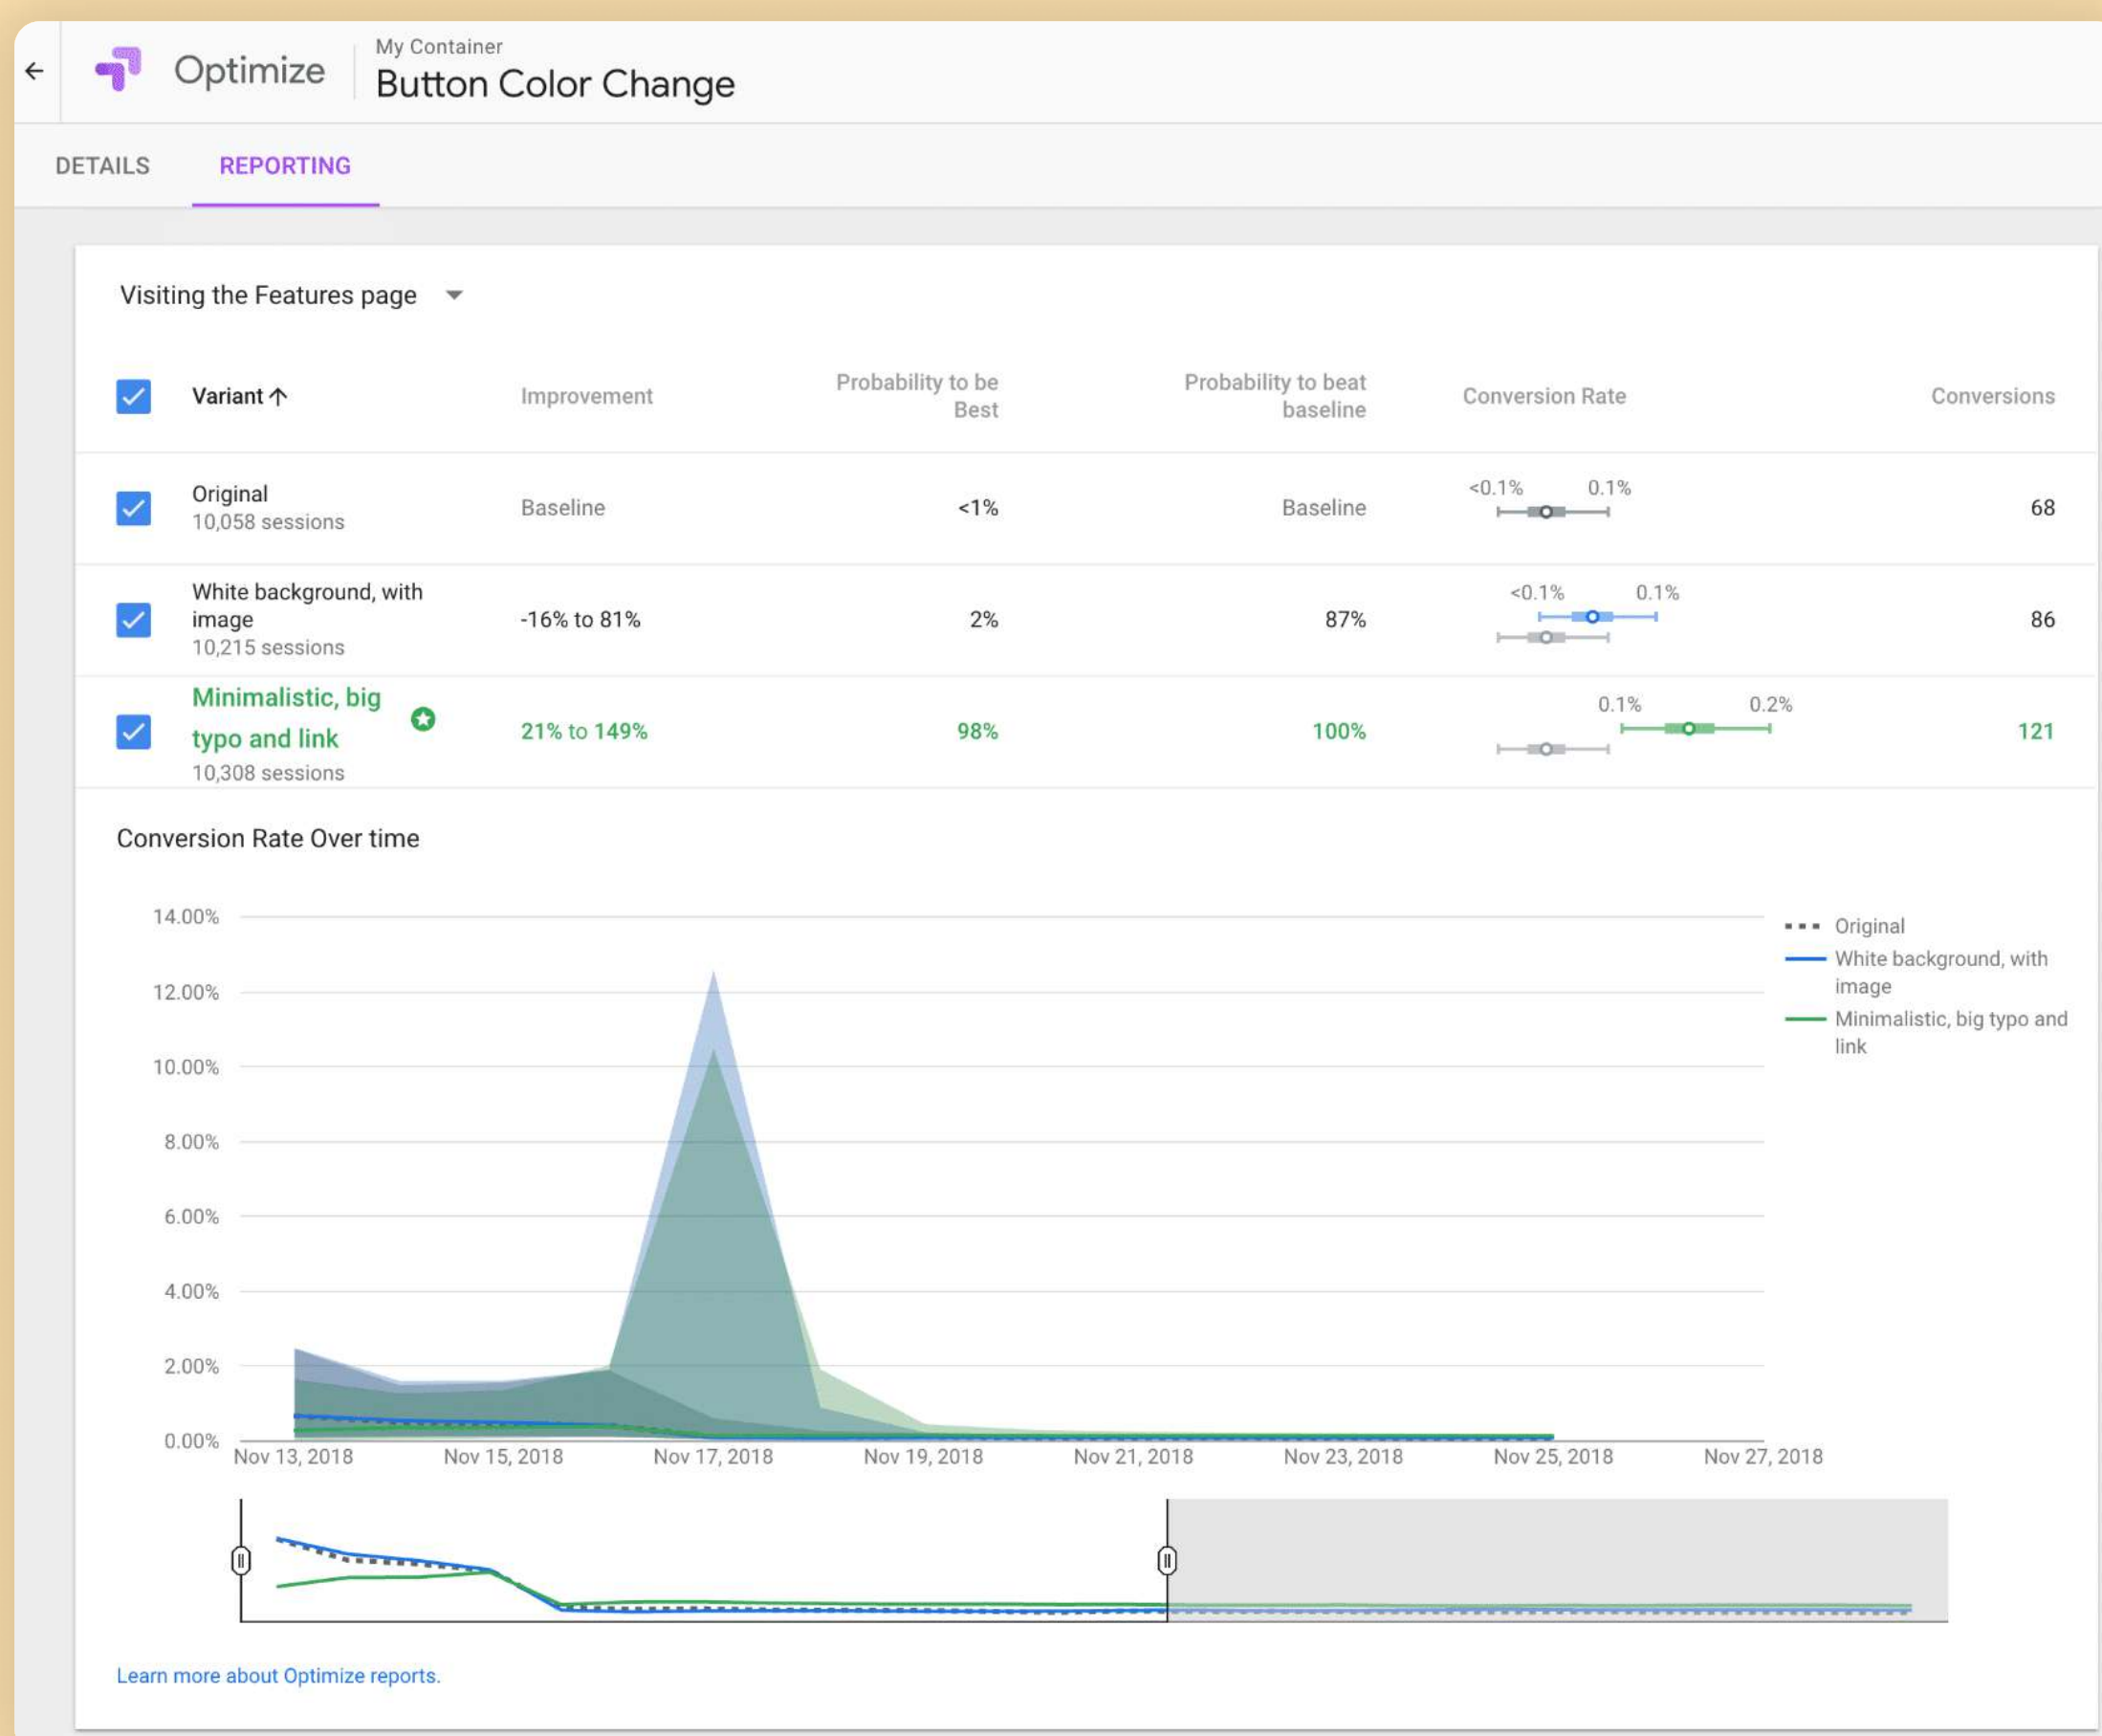 Optimize
My Container
Button Color Change
DETAILS
REPORTING
Visiting the Features page
Variant
Improvement
Probability to be
Best
Probability to beat
baseline
Conversion Rate
Conversions
Original
10,058 sessions
Baseline
<1%
Baseline
<0.1%
0.1%
68
White background, with
image
10,215 sessions
-16% to 81%
2%
87%
<0.1%
0.1%
86
Minimalistic, big
typo and link
10,308 sessions
21% to 149%
98%
100%
0.1%
0.2%
121
Conversion Rate Over time
14.00%
12.00%
10.00%
8.00%
6.00%
4.00%
2.00%
0.00%
Nov 13, 2018
Nov 15, 2018
Nov 17, 2018
Nov 19, 2018
Nov 21, 2018
Nov 23, 2018
Nov 25, 2018
Nov 27, 2018
Original
White background, with
image
Minimalistic, big typo and
link
Learn more about Optimize reports.